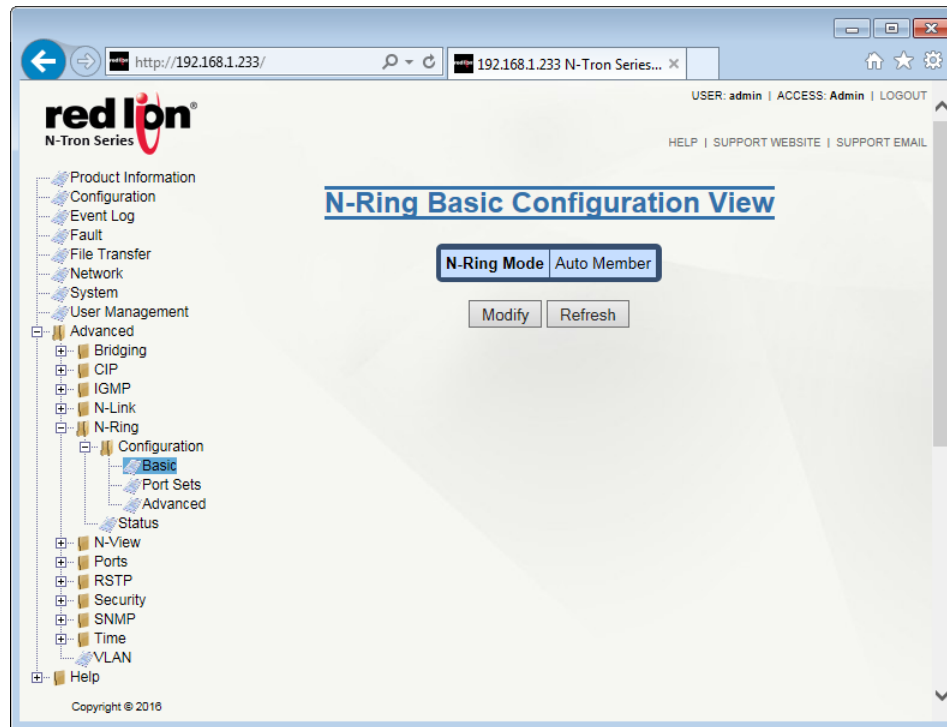 http://192.168.1.233/
192.168.1.233 N-Tron Series...
USER: admin | ACCESS: Admin | LOGOUT
red lion®
N-Tron Series
HELP | SUPPORT WEBSITE | SUPPORT EMAIL
Product Information
Configuration
Event Log
Fault
File Transfer
Network
System
User Management
Advanced
Bridging
CIP
IGMP
N-Link
N-Ring
Configuration
Basic
Port Sets
Advanced
Status
N-View
Ports
RSTP
Security
SNMP
Time
VLAN
Help
Copyright © 2016
N-Ring Basic Configuration View
N-Ring Mode Auto Member
Modify Refresh